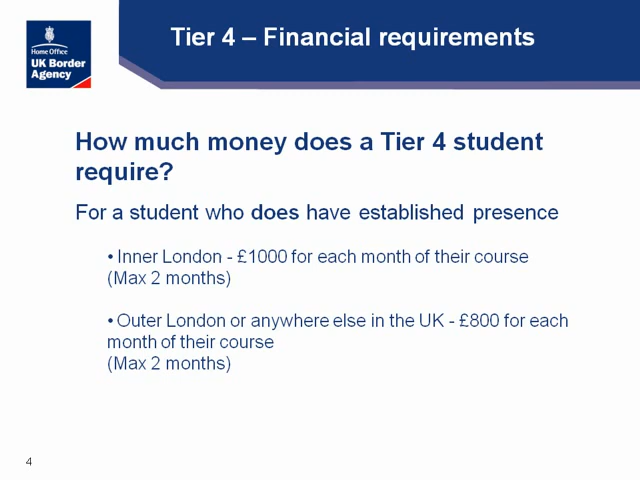 Tier 4 – Financial requirements
Home Office
UK Border
Agency
How much money does a Tier 4 student
require?
For a student who does have established presence
• Inner London - £1000 for each month of their course
(Max 2 months)
• Outer London or anywhere else in the UK - £800 for each
month of their course
(Max 2 months)
4